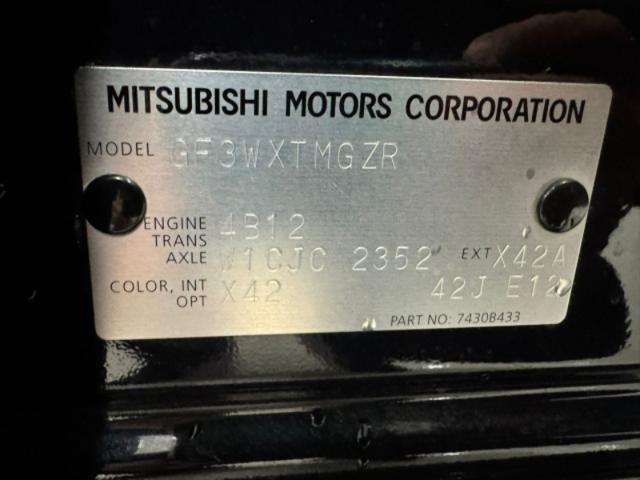 MITSUBISHI MOTORS CORPORATION
MODEL GF3WXTMGZR
ENGINE 4B12
TRANS
AXLE W1CJC 2352 EXT X42A
COLOR, INT X42 42J E12
OPT
PART NO: 7430B433